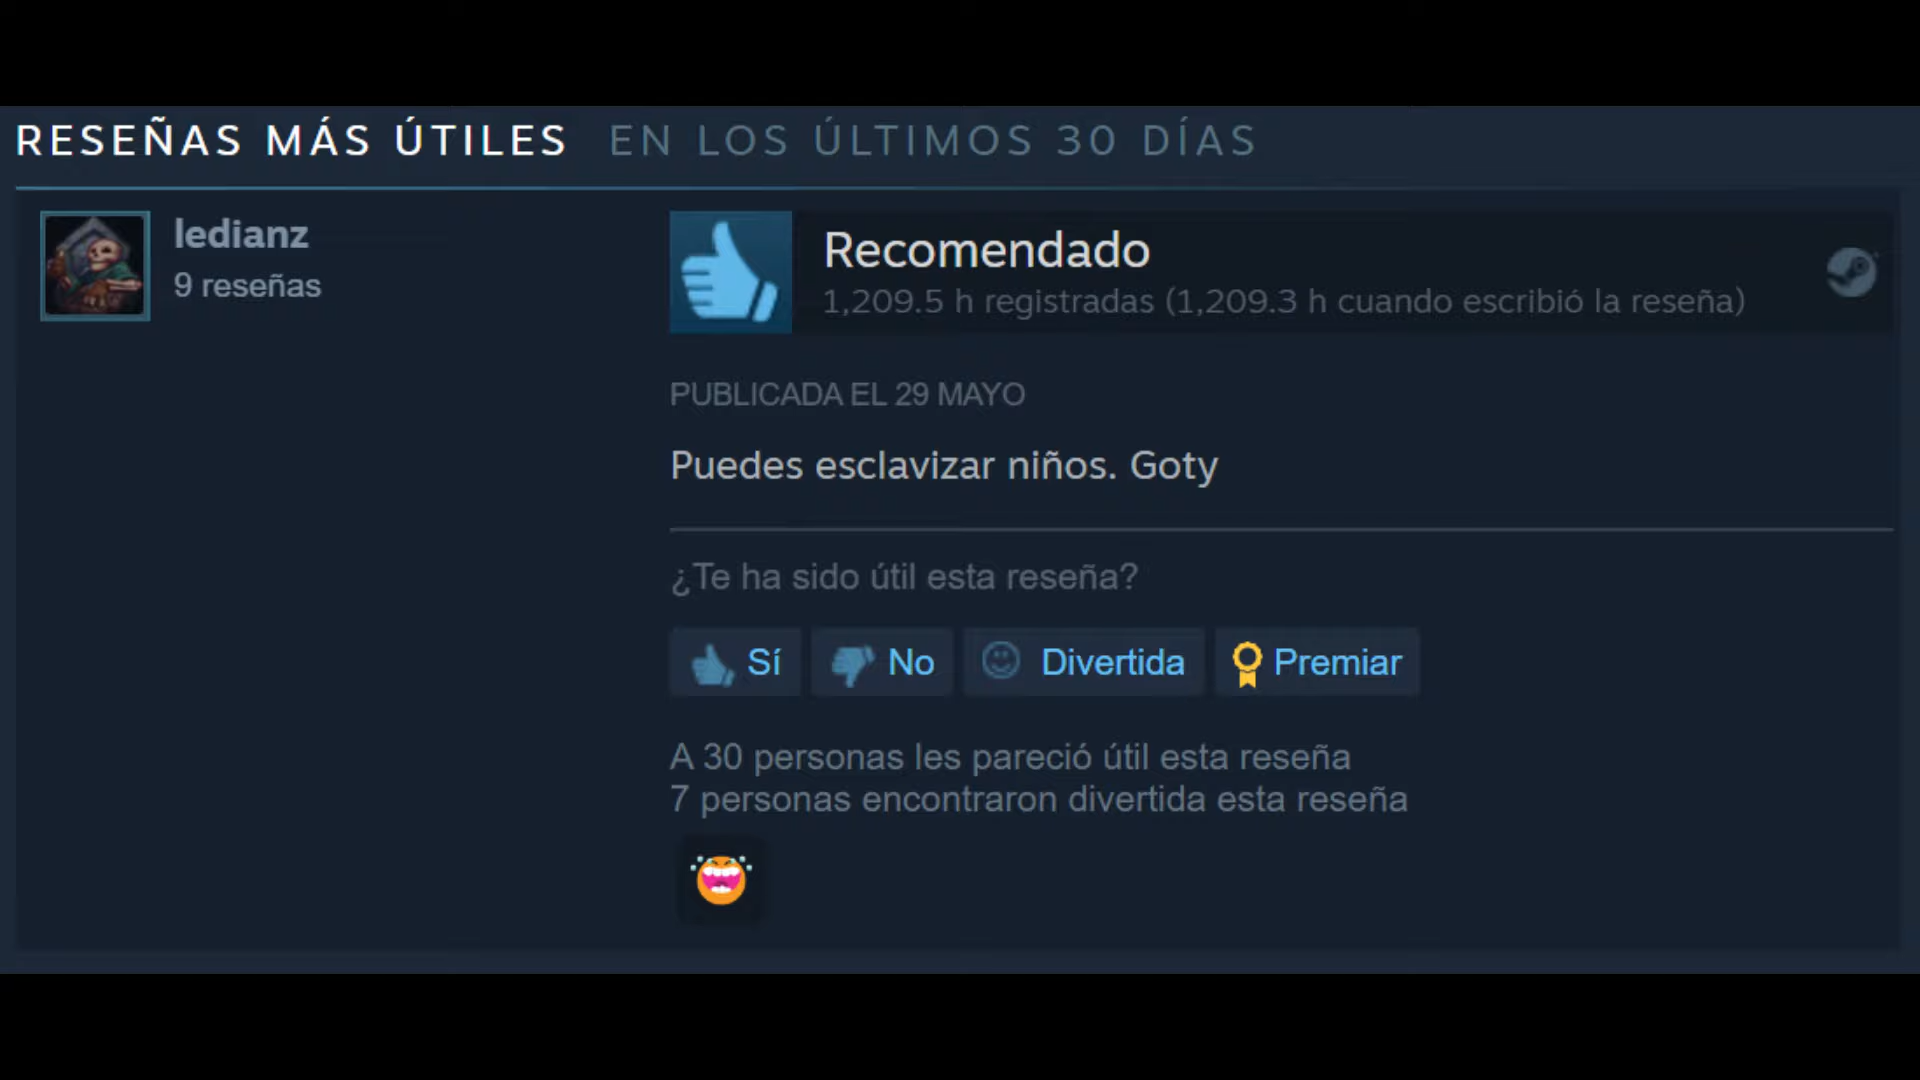 RESEÑAS MÁS ÚTILES EN LOS ÚLTIMOS 30 DÍAS
ledianz
9 reseñas
Recomendado
1,209.5 h registradas (1,209.3 h cuando escribió la reseña)
PUBLICADA EL 29 MAYO
Puedes esclavizar niños. Goty
¿Te ha sido útil esta reseña?
Sí No Divertida Premiar
A 30 personas les pareció útil esta reseña
7 personas encontraron divertida esta reseña